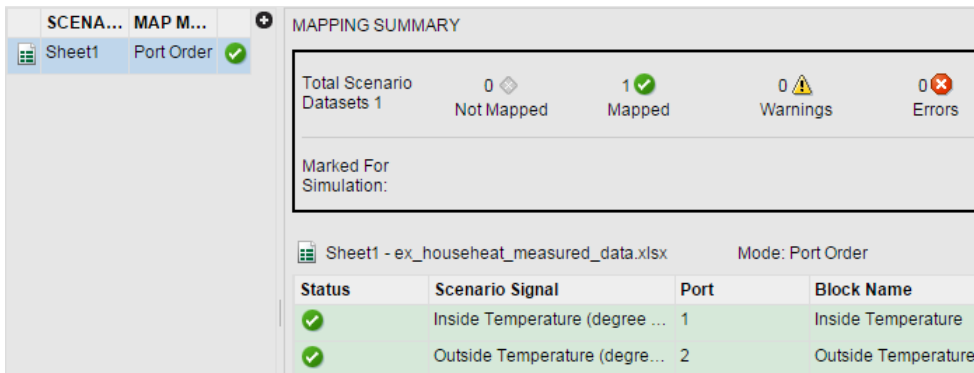 SCENA... MAP M...
Sheet1 Port Order
MAPPING SUMMARY
Total Scenario
Datasets 1
0
Not Mapped
1
Mapped
0
Warnings
0
Errors
Marked For
Simulation:
Sheet1 - ex_househeat_measured_data.xlsx Mode: Port Order
Status Scenario Signal Port Block Name
Inside Temperature (degree ... 1 Inside Temperature
Outside Temperature (degre... 2 Outside Temperature